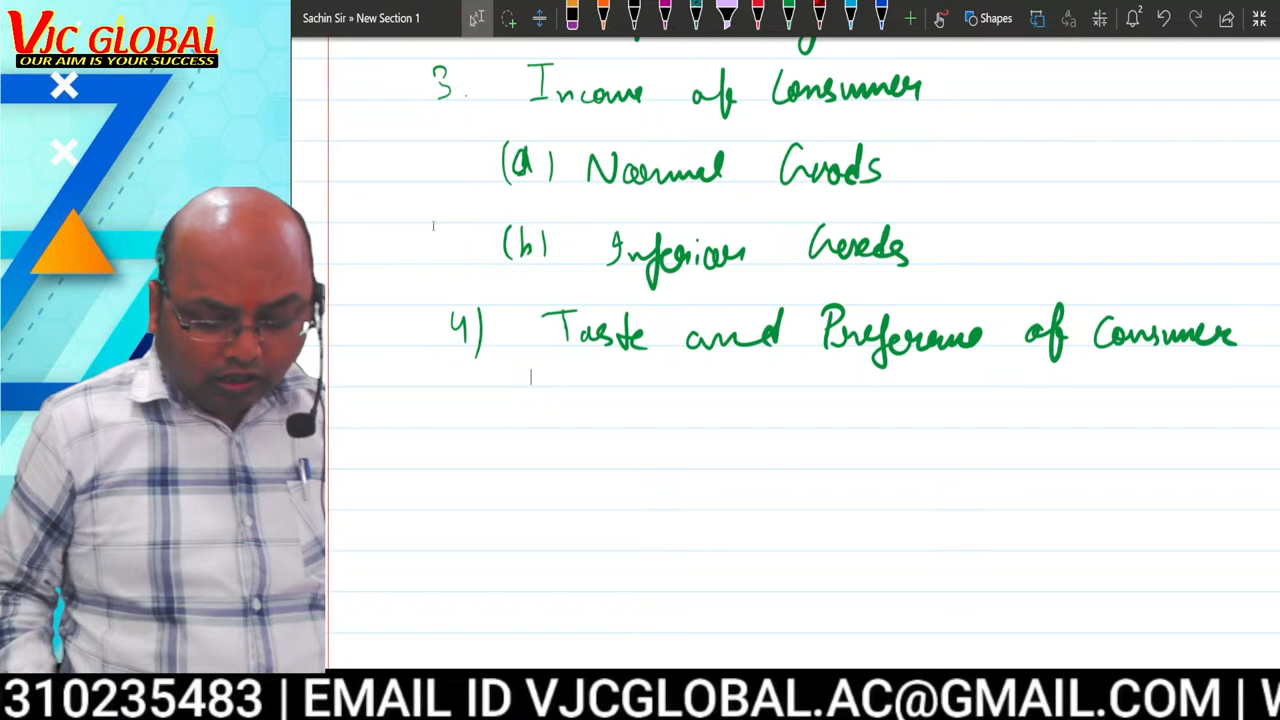 VJC GLOBAL
OUR AIM IS YOUR SUCCESS
Sachin Sir » New Section 1
Shapes
3. Income of Consumer
(a) Normal Goods
(b) Inferior Goods
4) Taste and Preference of Consumer
310235483 | EMAIL ID VJCGLOBAL.AC@GMAIL.COM | W